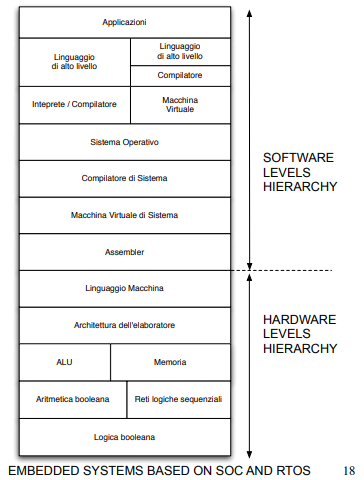 Applicazioni
Linguaggio
di alto livello
Linguaggio
di alto livello
Compilatore
Inteprete / Compilatore
Macchina
Virtuale
Sistema Operativo
Compilatore di Sistema
Macchina Virtuale di Sistema
Assembler
Linguaggio Macchina
Architettura dell'elaboratore
ALU
Memoria
Aritmetica booleana
Reti logiche sequenziali
Logica booleana
SOFTWARE
LEVELS
HIERARCHY
HARDWARE
LEVELS
HIERARCHY
EMBEDDED SYSTEMS BASED ON SOC AND RTOS 18